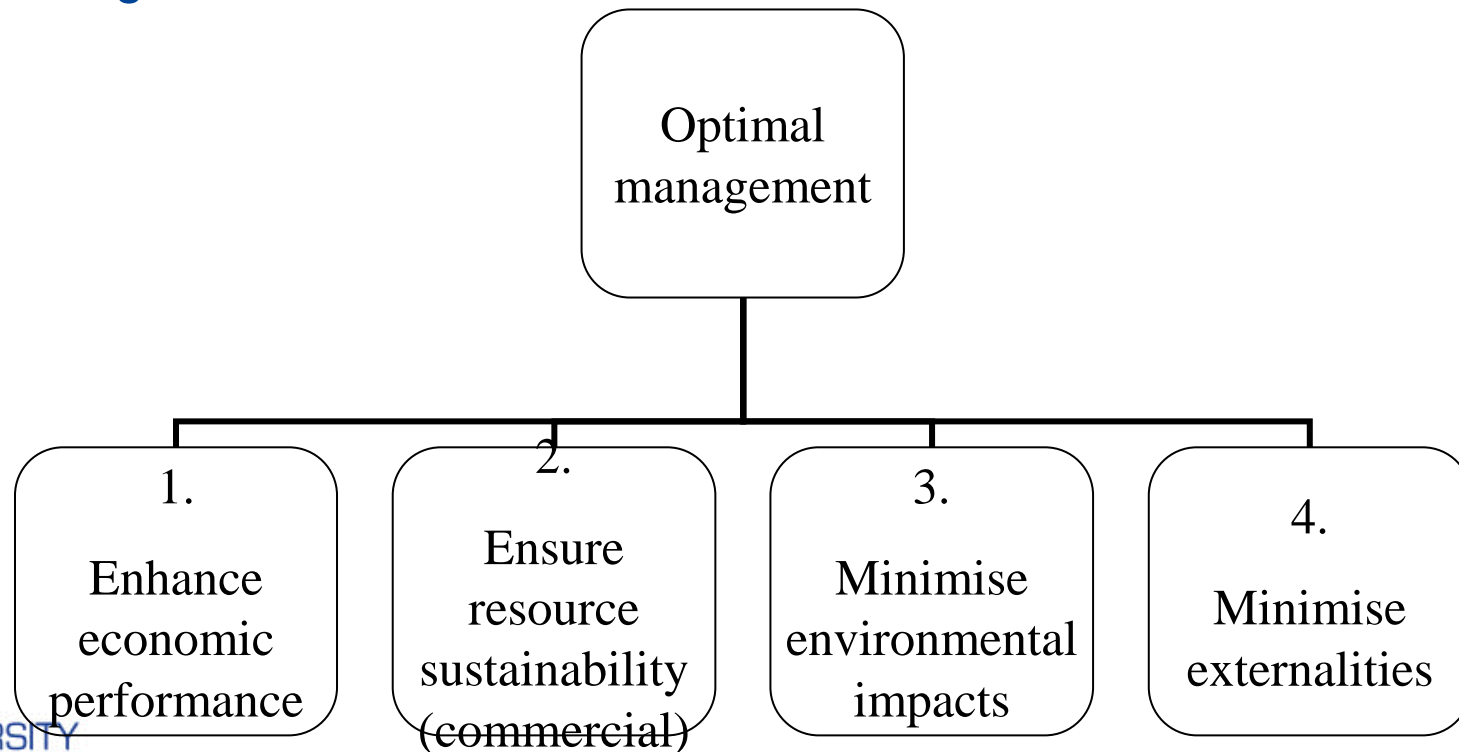 Optimal
management
1.
Enhance
economic
performance
2.
Ensure
resource
sustainability
(commercial)
3.
Minimise
environmental
impacts
4.
Minimise
externalities